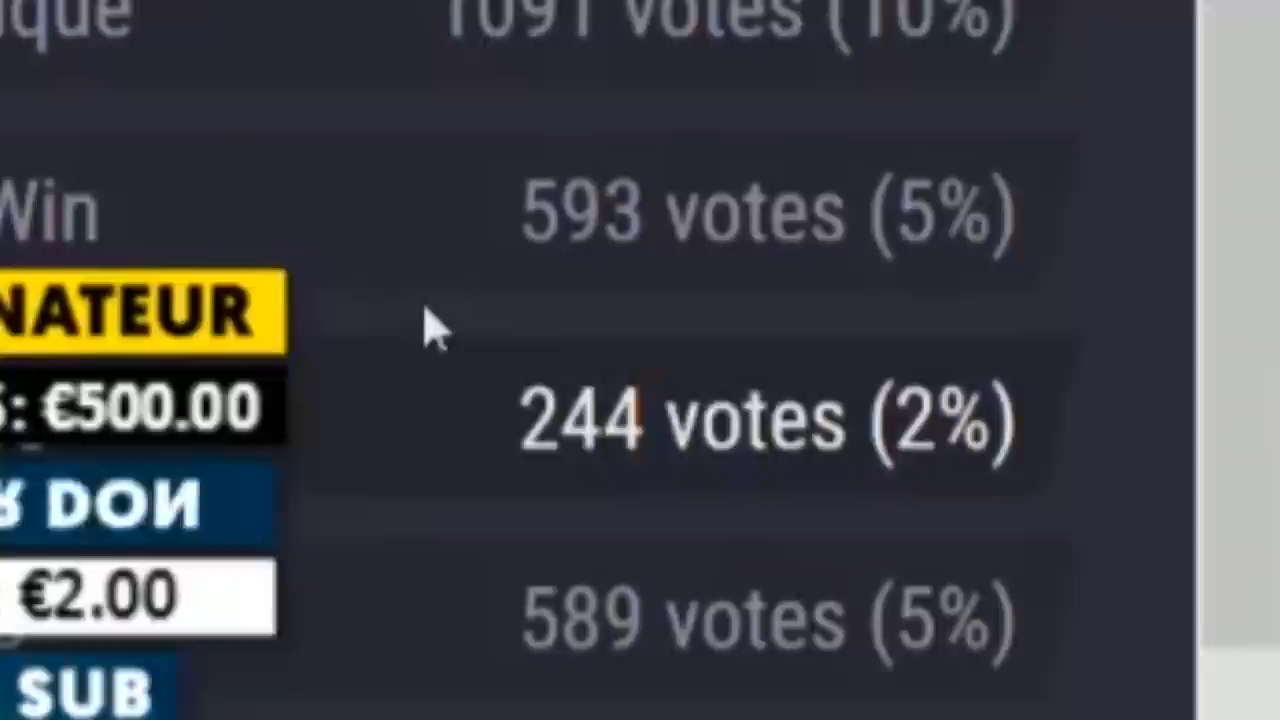 ique 1091 votes (10%)
Win 593 votes (5%)
NATEUR
: €500.00
244 votes (2%)
DON
€2.00
589 votes (5%)
SUB